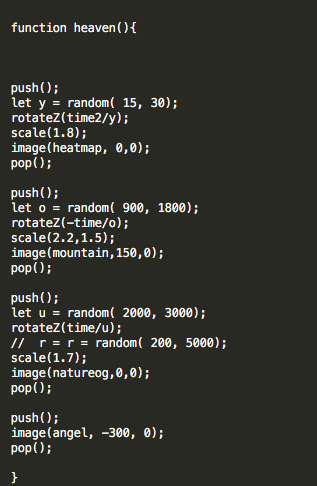 function heaven(){
push();
let y = random( 15, 30);
rotateZ(time2/y);
scale(1.8);
image(heatmap, 0,0);
pop();
push();
let o = random( 900, 1800);
rotateZ(-time/o);
scale(2.2,1.5);
image(mountain,150,0);
pop();
push();
let u = random( 2000, 3000);
rotateZ(time/u);
//  r = r = random( 200, 5000);
scale(1.7);
image(natureog,0,0);
pop();
push();
image(angel, -300, 0);
pop();
}